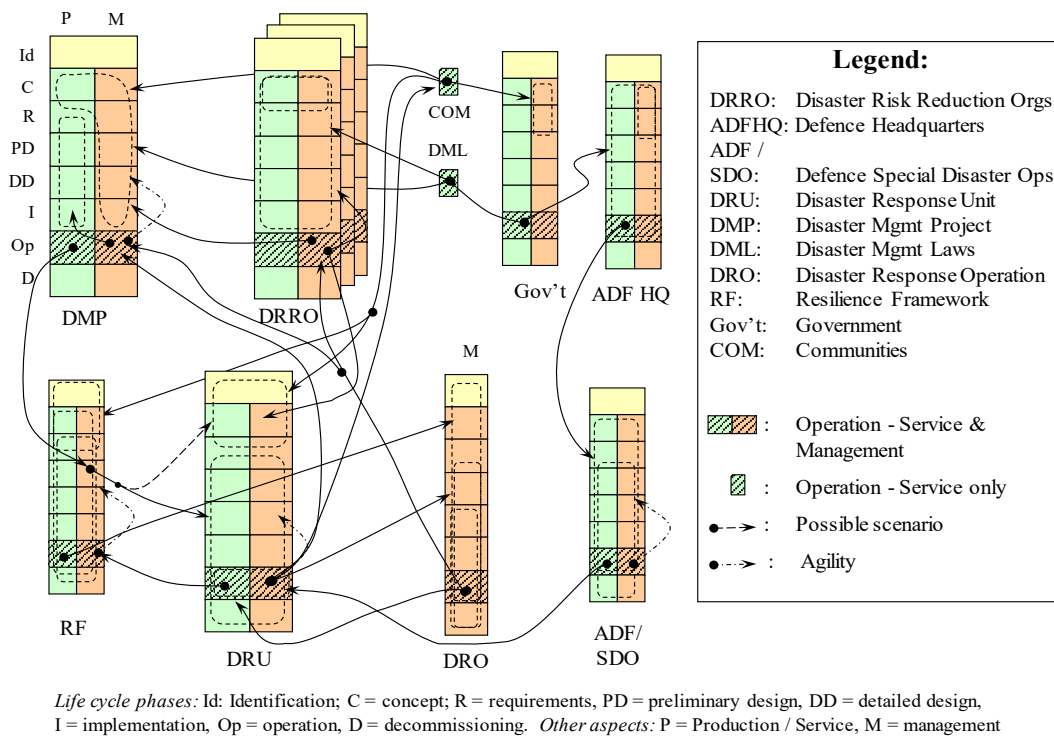 P M
Id
C
R
PD
DD
I
Op
D
DMP
DRRO
COM
DML
Gov't
ADF HQ
Legend:
DRRO: Disaster Risk Reduction Orgs
ADFHQ: Defence Headquarters
ADF /
SDO: Defence Special Disaster Ops
DRU: Disaster Response Unit
DMP: Disaster Mgmt Project
DML: Disaster Mgmt Laws
DRO: Disaster Response Operation
RF: Resilience Framework
Gov't: Government
COM: Communities
: Operation - Service &
Management
: Operation - Service only
: Possible scenario
: Agility
M
RF
DRU
DRO
ADF/
SDO
Life cycle phases: Id: Identification; C = concept; R = requirements, PD = preliminary design, DD = detailed design,
I = implementation, Op = operation, D = decommissioning. Other aspects: P = Production / Service, M = management